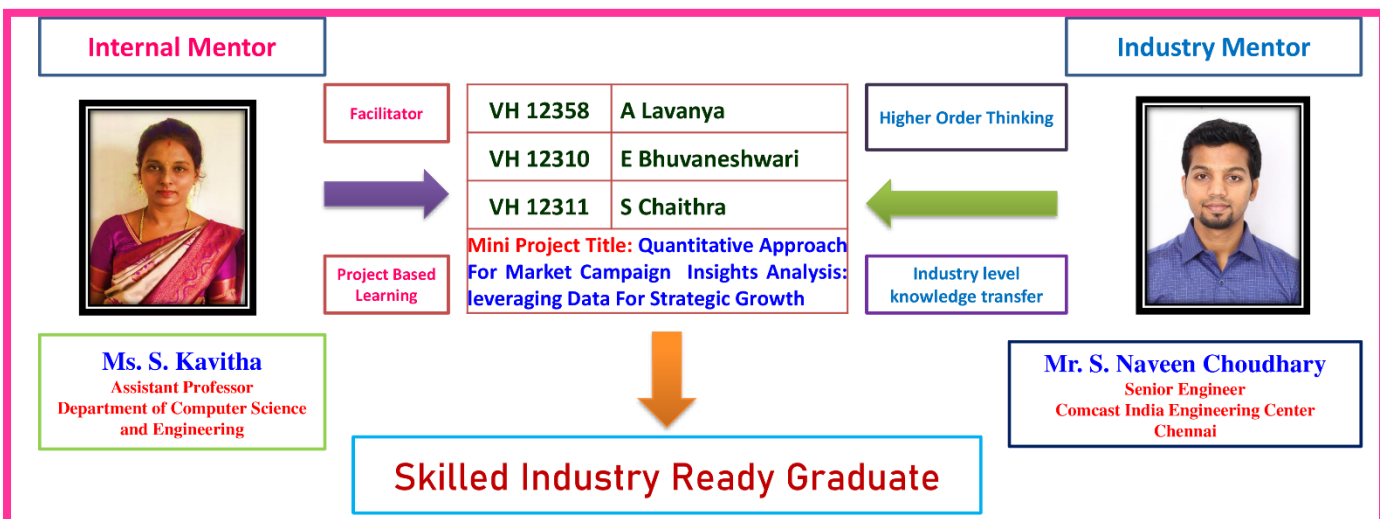 Internal Mentor
Industry Mentor
Facilitator
VH 12358 A Lavanya
VH 12310 E Bhuvaneshwari
VH 12311 S Chaithra
Higher Order Thinking
Mini Project Title: Quantitative Approach
For Market Campaign Insights Analysis:
leveraging Data For Strategic Growth
Project Based
Learning
Industry level
knowledge transfer
Ms. S. Kavitha
Assistant Professor
Department of Computer Science
and Engineering
Mr. S. Naveen Choudhary
Senior Engineer
Comcast India Engineering Center
Chennai
Skilled Industry Ready Graduate